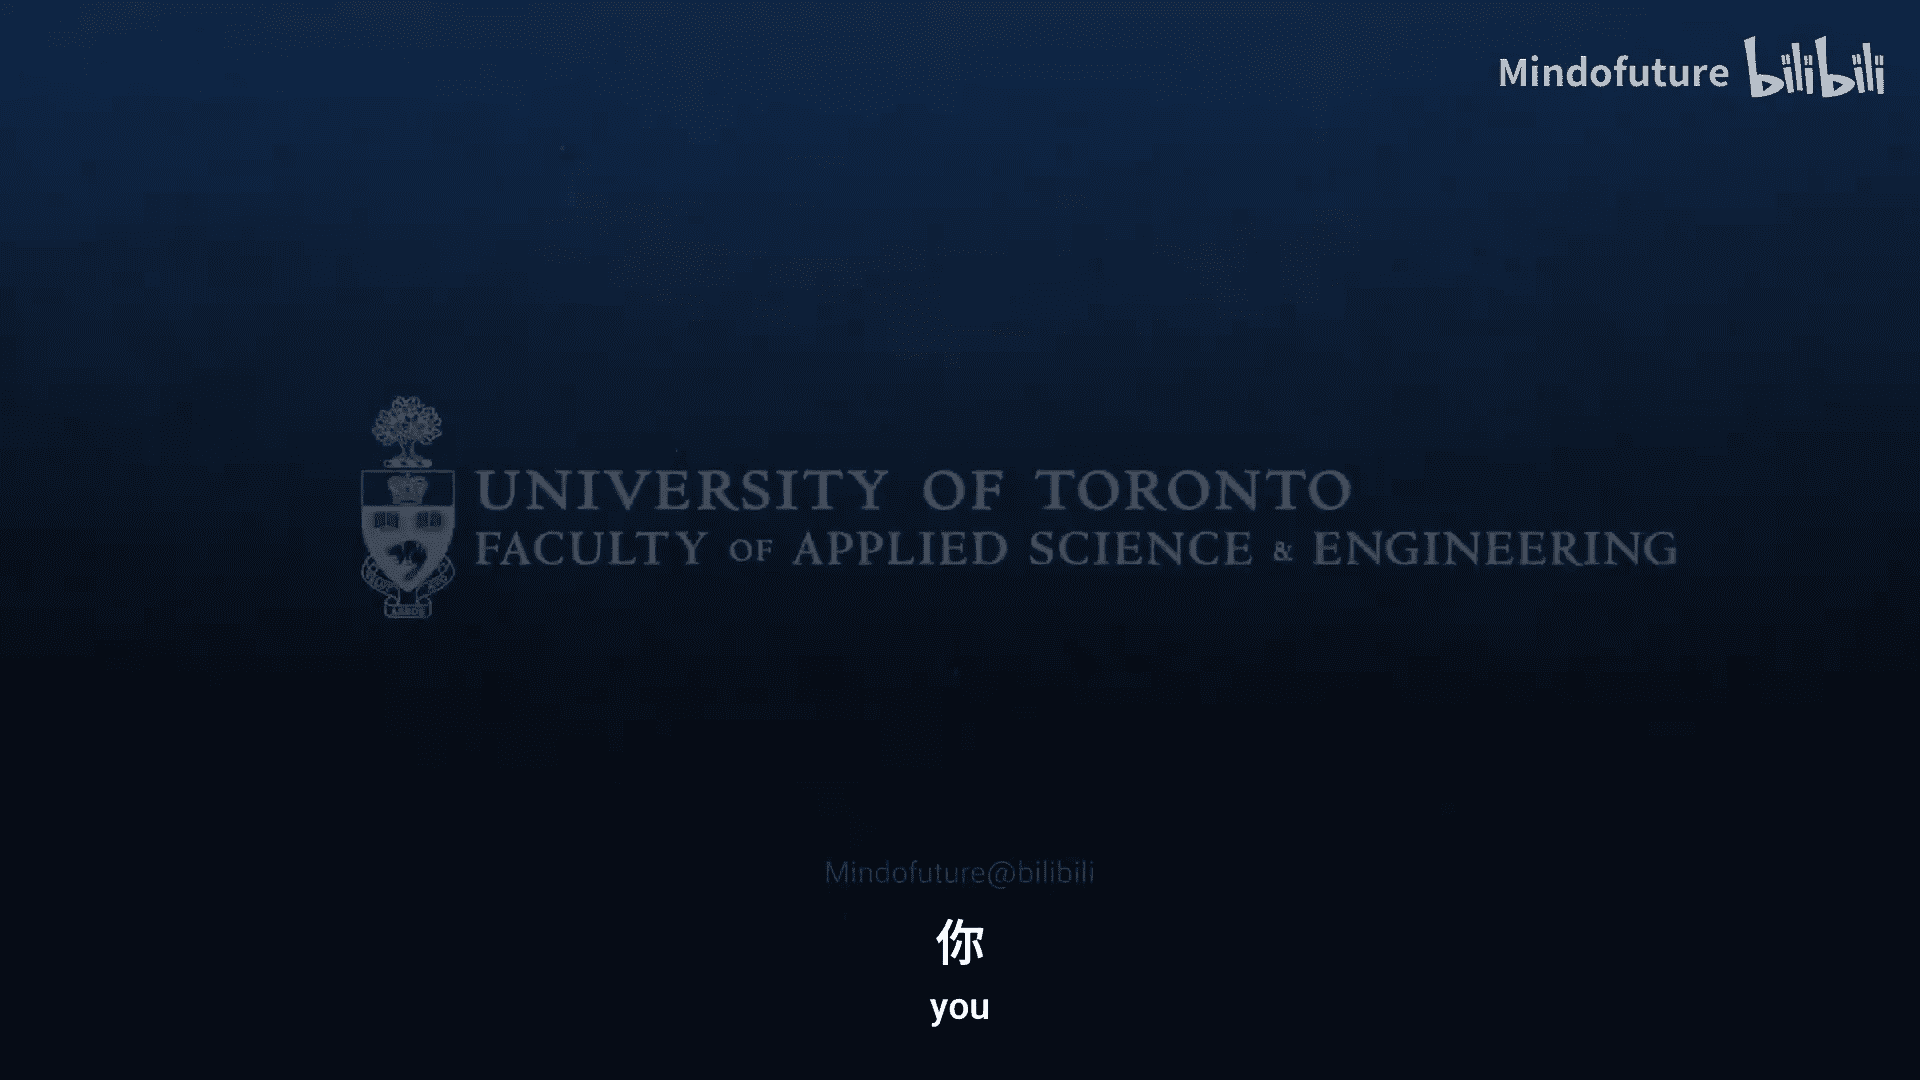 Mindofuture bilibili
UNIVERSITY OF TORONTO
FACULTY OF APPLIED SCIENCE & ENGINEERING
Mindofuture@bilibili
你
you